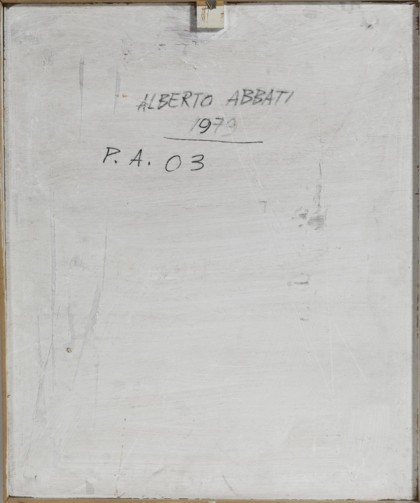 ALBERTO ABBATI
1979
P. A. 03